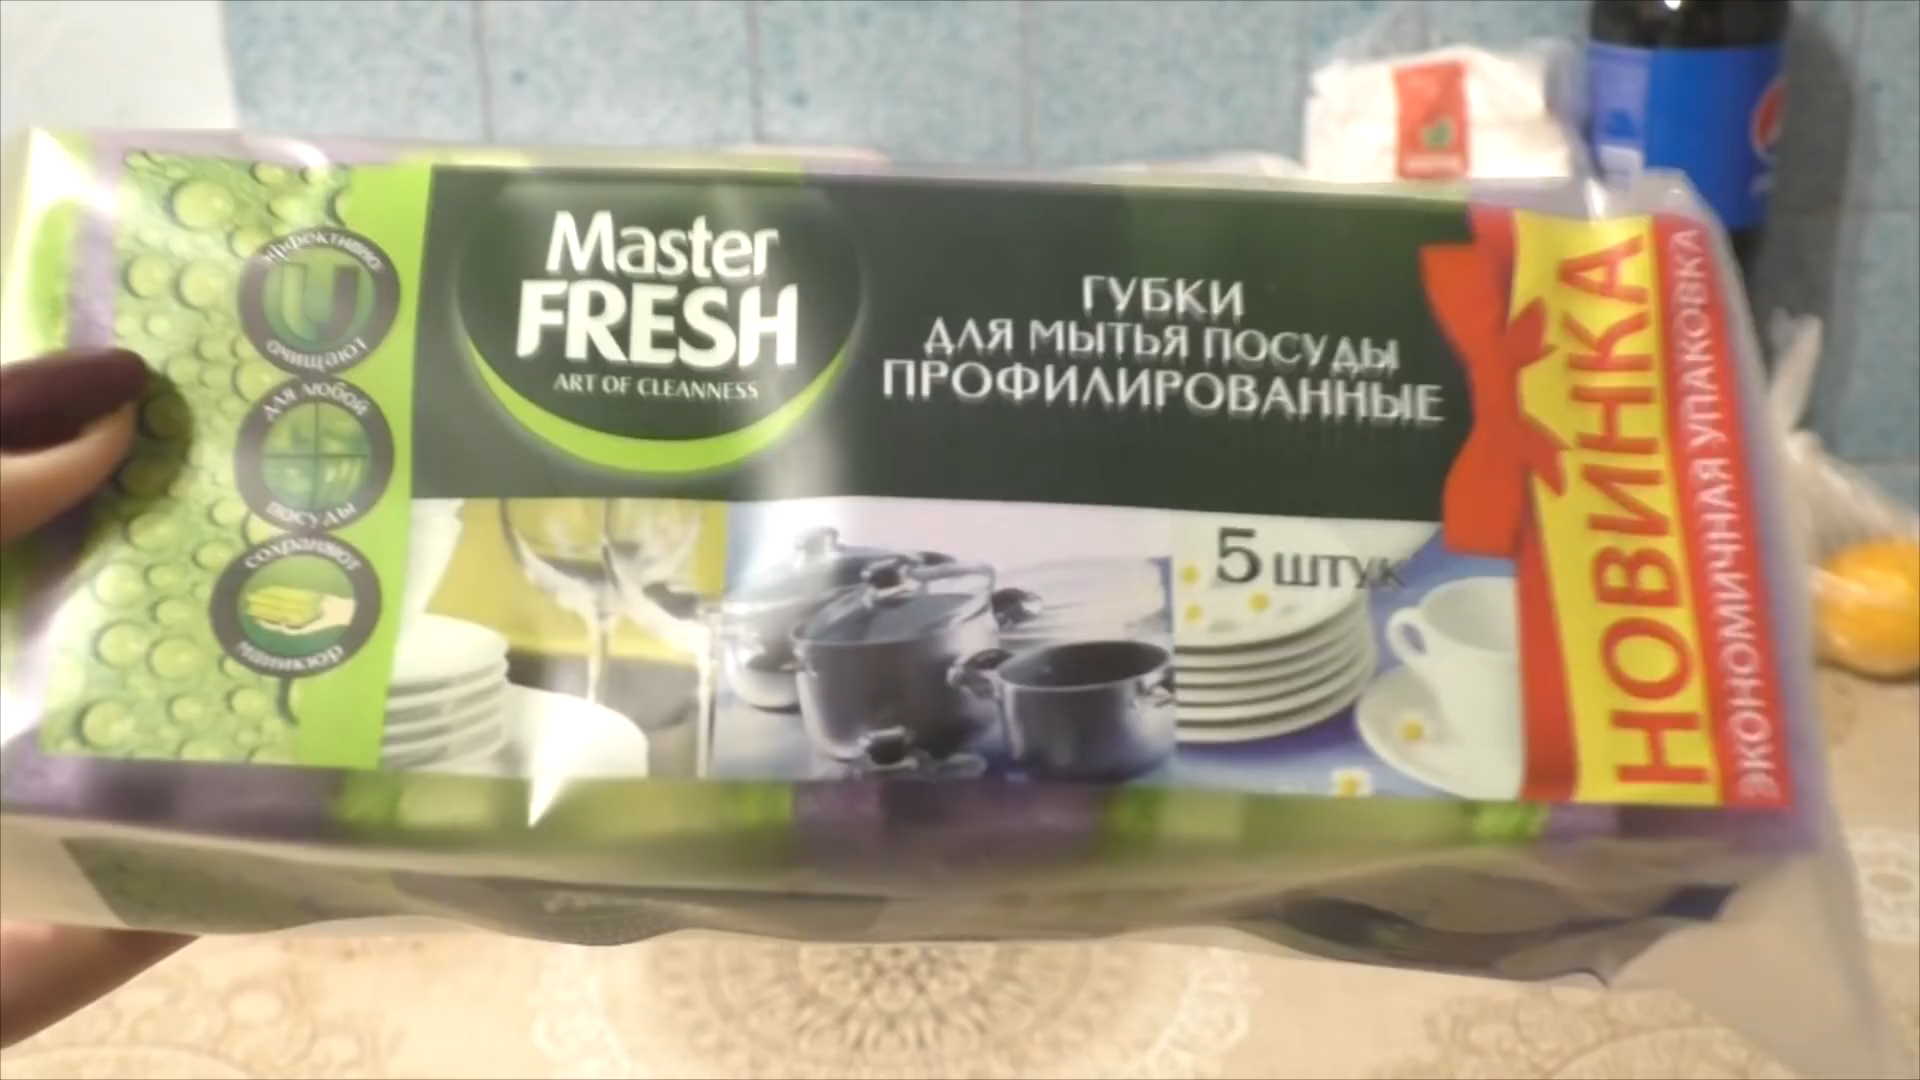 эффективно
очищают
для любой
посуды
сохраняют
маникюр
Master
FRESH
ART OF CLEANNESS
ГУБКИ
ДЛЯ МЫТЬЯ ПОСУДЫ
ПРОФИЛИРОВАННЫЕ
5 штук
НОВИНКА
ЭКОНОМИЧНАЯ УПАКОВКА